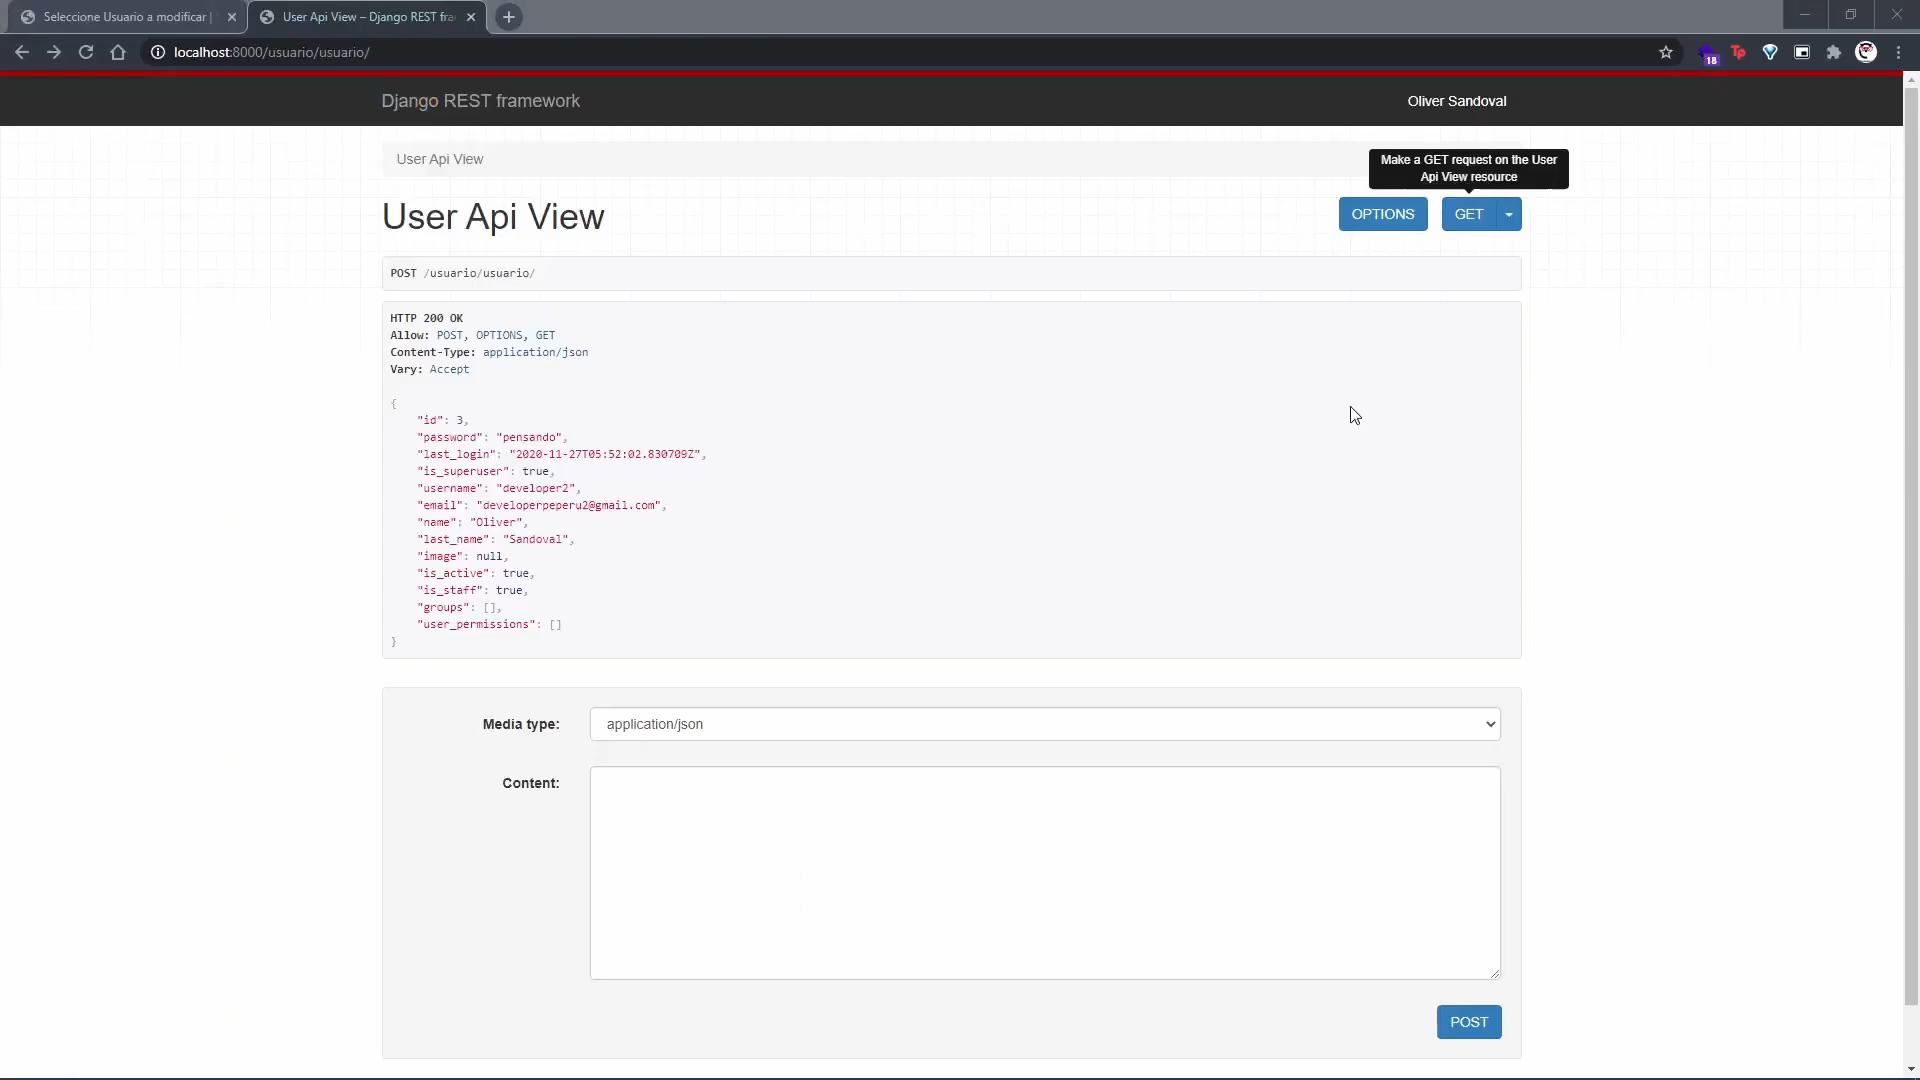 Seleccione Usuario a modificar |
User Api View – Django REST fra
localhost:8000/usuario/usuario/
18
Tp
Django REST framework
Oliver Sandoval
User Api View
Make a GET request on the User
Api View resource
User Api View
OPTIONS
GET
POST /usuario/usuario/
HTTP 200 OK
Allow: POST, OPTIONS, GET
Content-Type: application/json
Vary: Accept
{
"id": 3,
"password": "pensando",
"last_login": "2020-11-27T05:52:02.830709Z",
"is_superuser": true,
"username": "developer2",
"email": "developerpeperu2@gmail.com",
"name": "Oliver",
"last_name": "Sandoval",
"image": null,
"is_active": true,
"is_staff": true,
"groups": [],
"user_permissions": []
}
Media type:
application/json
Content:
POST